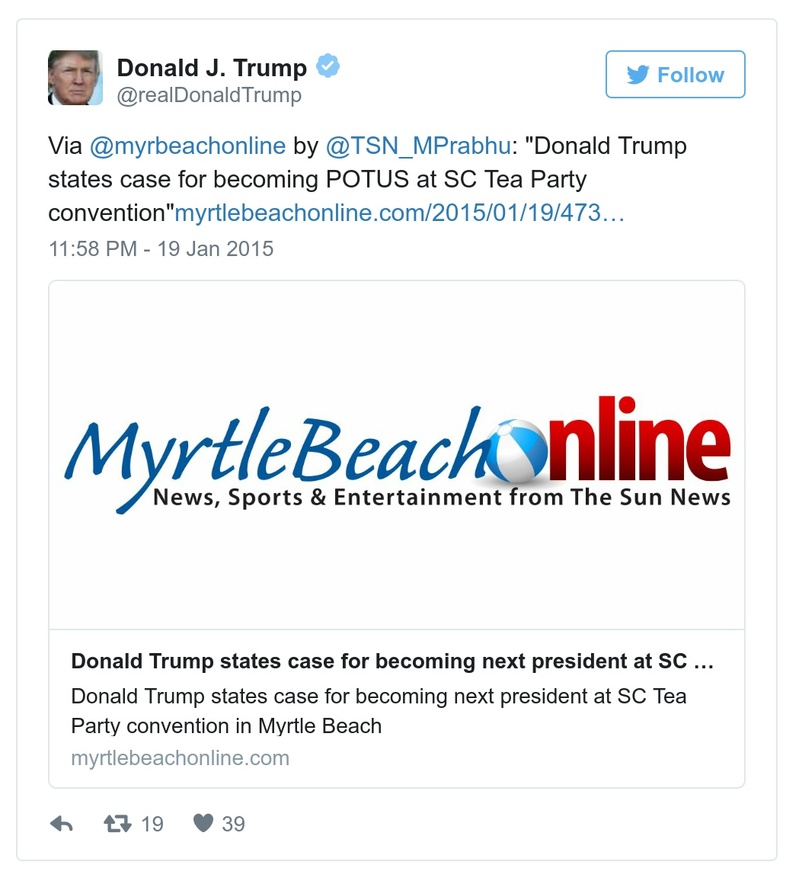 Donald J. Trump
@realDonaldTrump
Follow
Via @myrbeachonline by @TSN_MPrabhu: "Donald Trump
states case for becoming POTUS at SC Tea Party
convention"myrtlebeachonline.com/2015/01/19/473…
11:58 PM - 19 Jan 2015
MyrtleBeachOnline
News, Sports & Entertainment from The Sun News
Donald Trump states case for becoming next president at SC …
Donald Trump states case for becoming next president at SC Tea
Party convention in Myrtle Beach
myrtlebeachonline.com
19 39